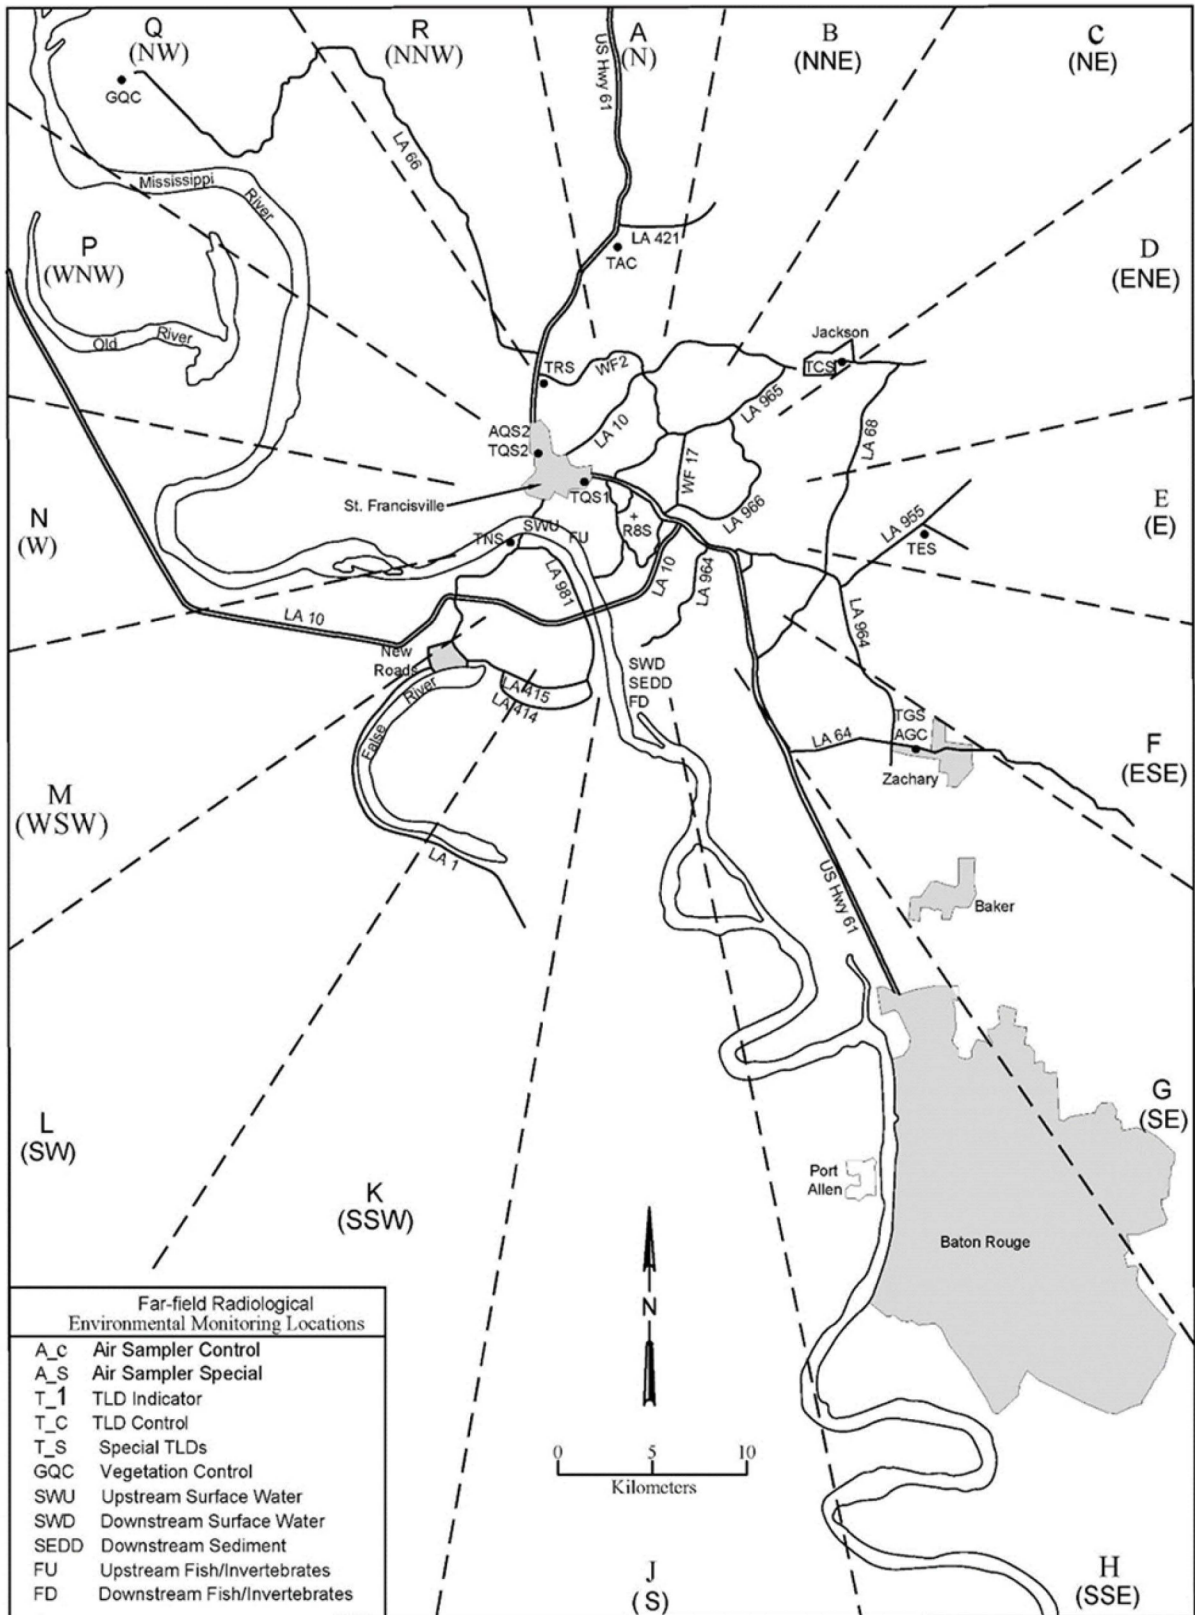 Q
(NW)
R
(NNW)
A
(N)
B
(NNE)
C
(NE)
US Hwy 61
GQC
LA 66
Mississippi
River
P
(WNW)
LA 421
TAC
D
(ENE)
Old
River
Jackson
TCS
TRS
WF2
LA 965
AQS2
TQS2
LA 10
LA 68
WF 17
St. Francisville
TQS1
LA 966
E
(E)
N
(W)
SWU
FU
+
R8S
TNS
LA 955
TES
LA 981
LA 10
LA 964
LA 10
LA 964
New
Roads
SWD
SEDD
FD
River
False
LA 415
LA 414
TGS
AGC
LA 64
Zachary
F
(ESE)
M
(WSW)
LA 1
US Hwy 61
Baker
G
(SE)
L
(SW)
Port
Allen
K
(SSW)
Baton Rouge
N
0 5 10
Kilometers
J
(S)
H
(SSE)
Far-field Radiological
Environmental Monitoring Locations
A_c Air Sampler Control
A_S Air Sampler Special
T_1 TLD Indicator
T_C TLD Control
T_S Special TLDs
GQC Vegetation Control
SWU Upstream Surface Water
SWD Downstream Surface Water
SEDD Downstream Sediment
FU Upstream Fish/Invertebrates
FD Downstream Fish/Invertebrates